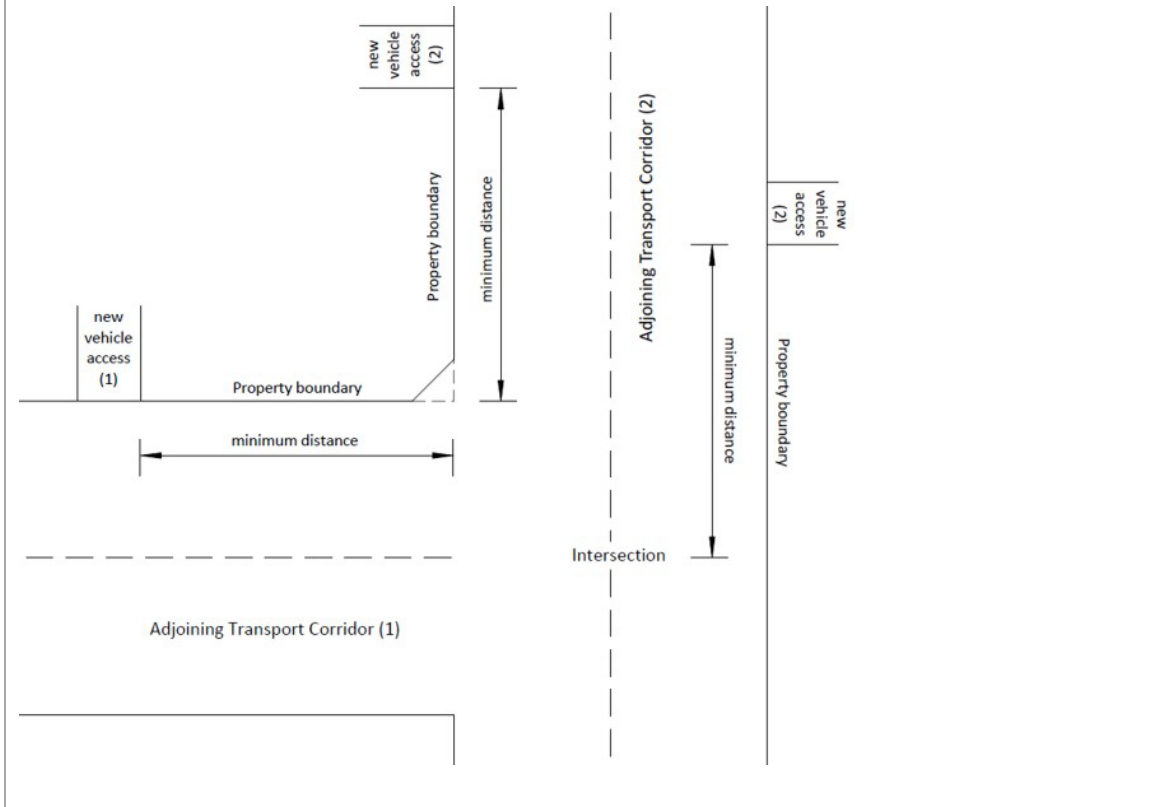 new
vehicle
access
(2)
Property boundary
minimum distance
Adjoining Transport Corridor (2)
new
vehicle
access
(2)
minimum distance
Property boundary
new
vehicle
access
(1)
Property boundary
minimum distance
Intersection
Adjoining Transport Corridor (1)